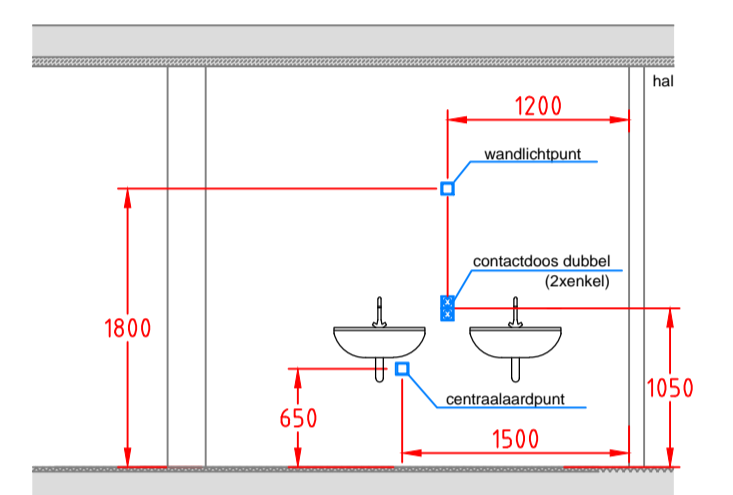 hal
1200
wandlichtpunt
contactdoos dubbel
(2xenkel)
1800
1050
centraalaardpunt
650
1500